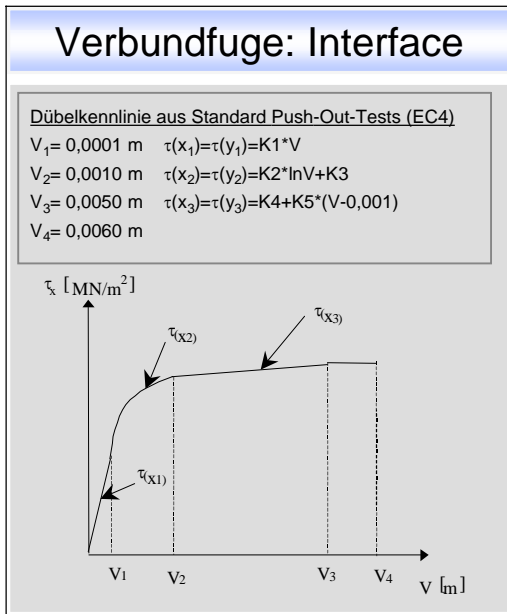 Verbundfuge: Interface
Dübelkennlinie aus Standard Push-Out-Tests (EC4)
V₁= 0,0001 m τ(x₁)=τ(y₁)=K1*V
V₂= 0,0010 m τ(x₂)=τ(y₂)=K2*lnV+K3
V₃= 0,0050 m τ(x₃)=τ(y₃)=K4+K5*(V-0,001)
V₄= 0,0060 m
τₓ [MN/m²]
τ(X3)
τ(X2)
τ(X1)
V₁ V₂ V₃ V₄
V [m]